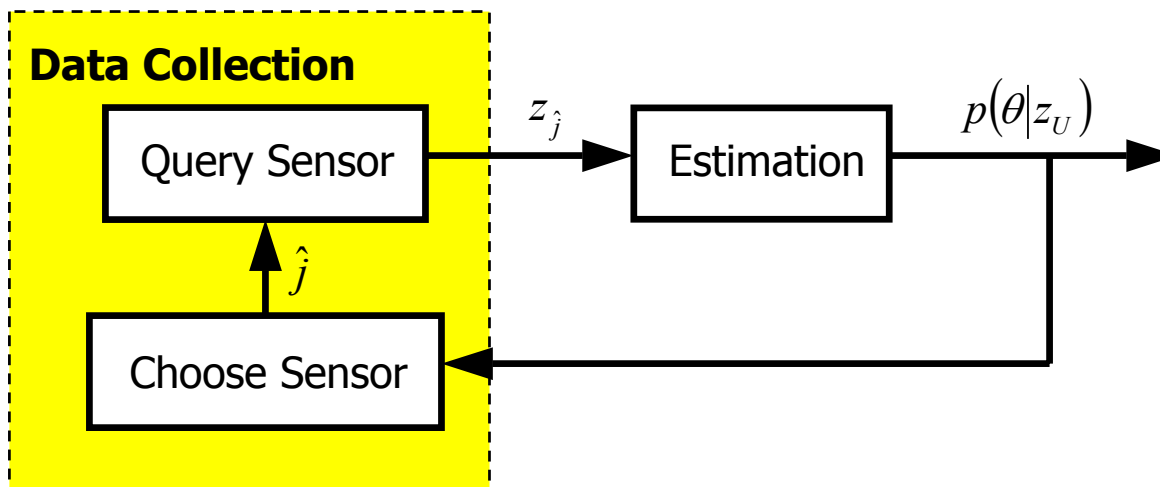 Data Collection
Query Sensor
z_ĵ
Estimation
p(θ|z_U)
ĵ
Choose Sensor